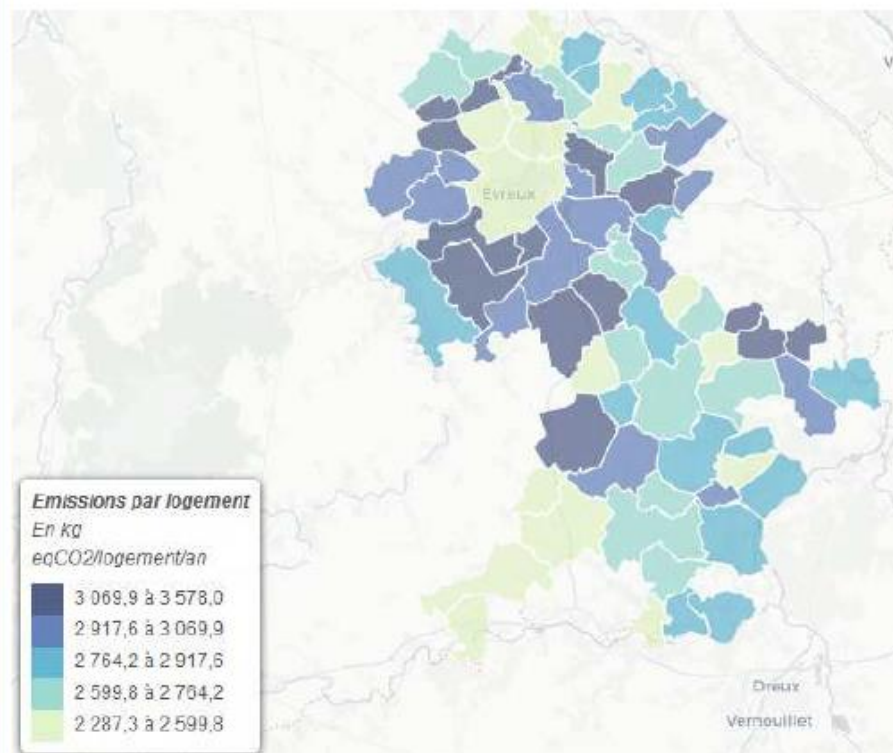 V
Evreux
Emissions par logement
En kg
eqCO2/logement/an
3 069,9 à 3 578,0
2 917,6 à 3 069,9
2 764,2 à 2 917,6
2 599,8 à 2 764,2
2 287,3 à 2 599,8
Dreux
Vernouillet